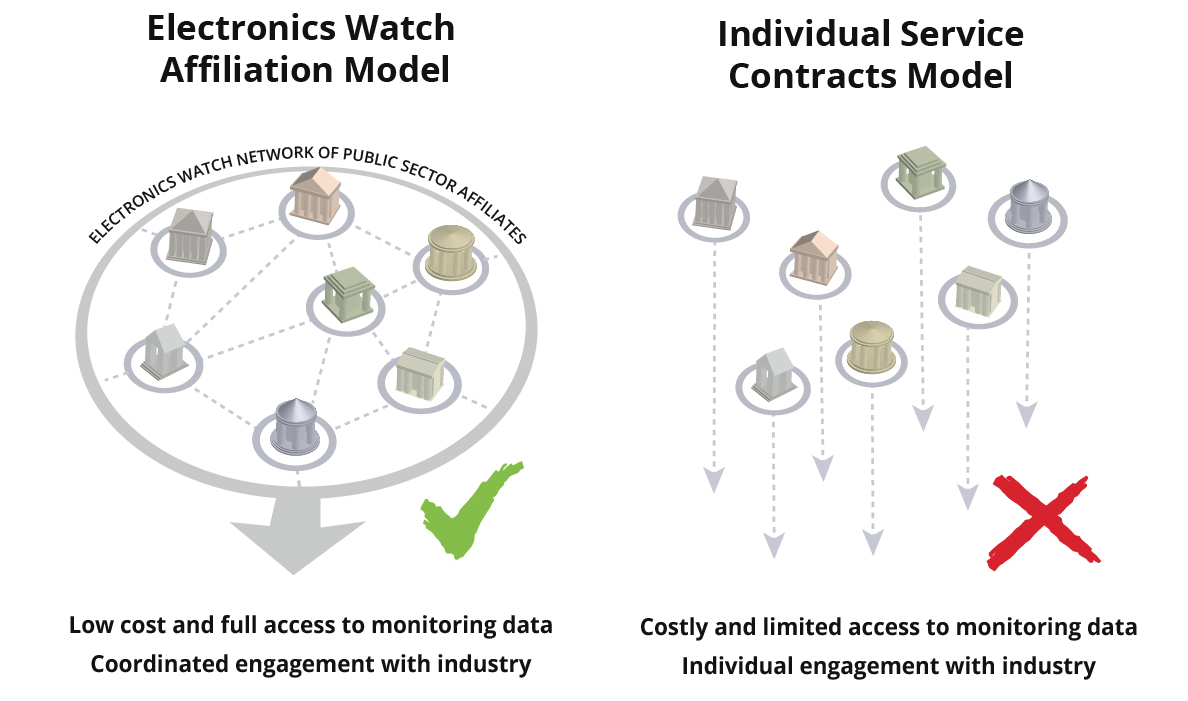 Electronics Watch
Affiliation Model
ELECTRONICS WATCH NETWORK OF PUBLIC SECTOR AFFILIATES
Low cost and full access to monitoring data
Coordinated engagement with industry
Individual Service
Contracts Model
Costly and limited access to monitoring data
Individual engagement with industry